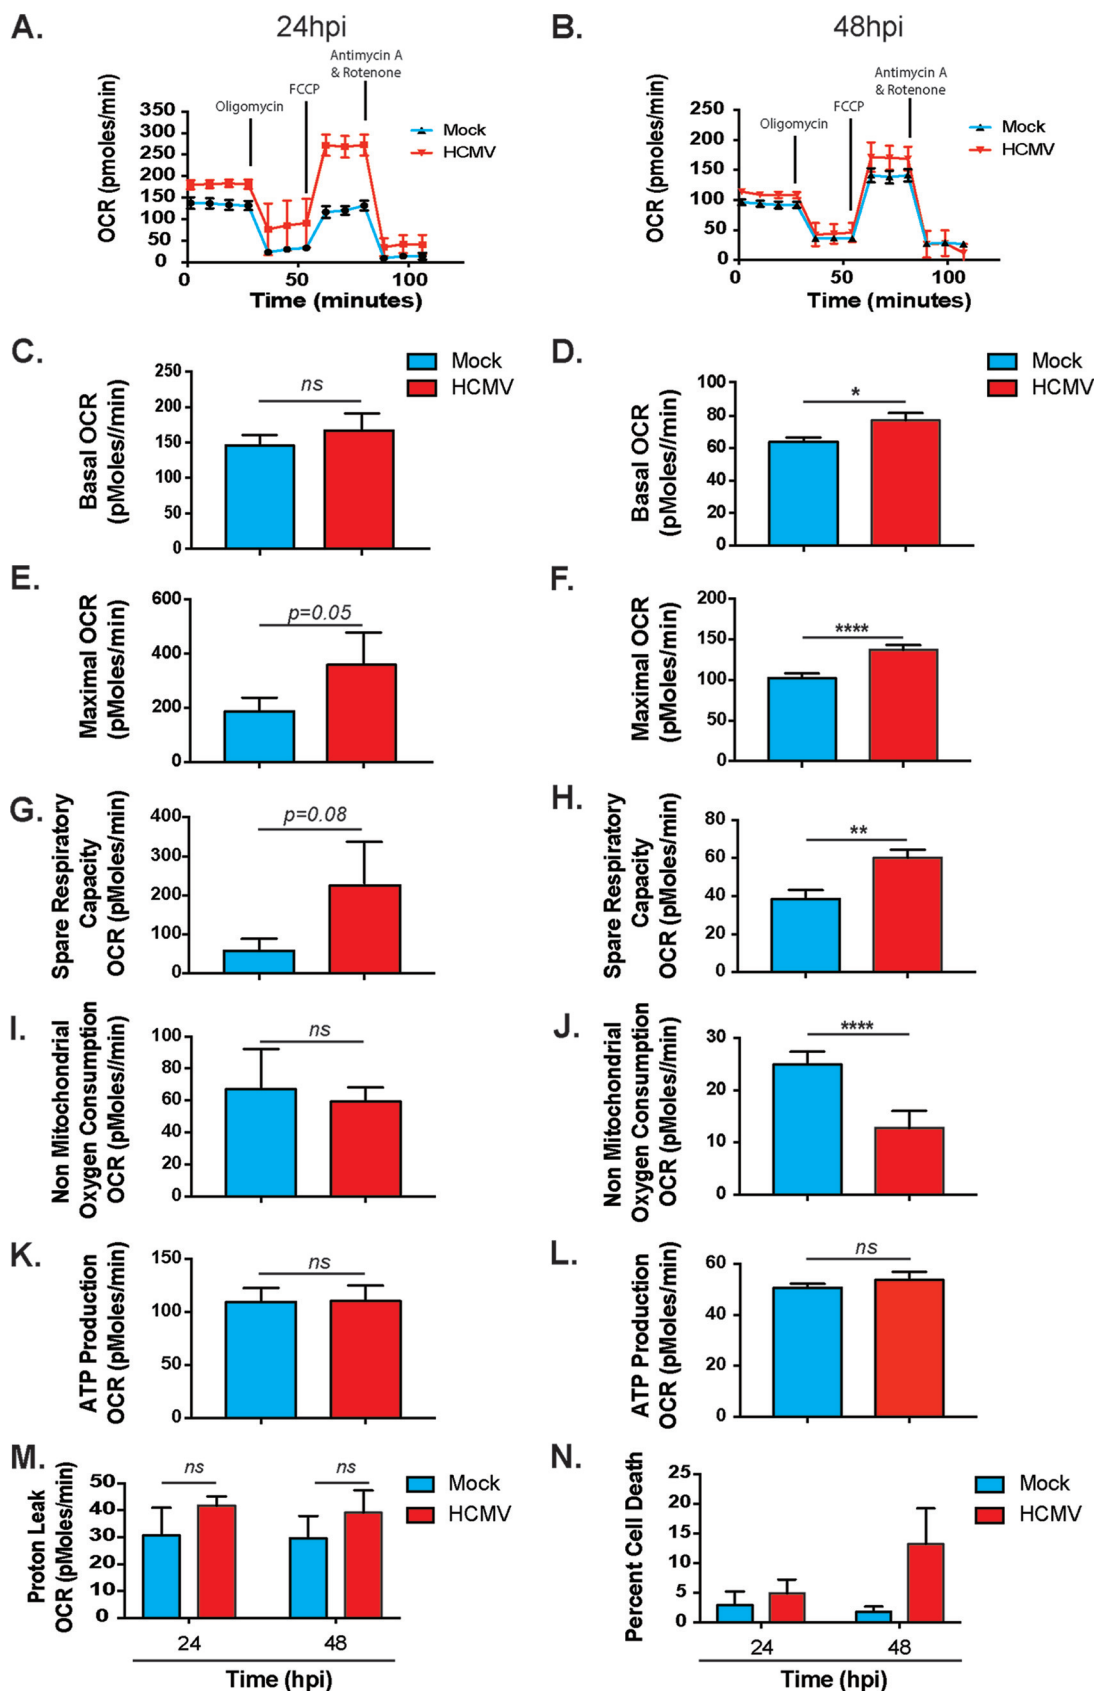 A.
24hpi
B.
48hpi
Antimycin A
& Rotenone
FCCP
Oligomycin
OCR (pmoles/min)
350
300
250
200
150
100
50
0
0
50
100
Time (minutes)
Mock
HCMV
Antimycin A
& Rotenone
FCCP
Oligomycin
OCR (pmoles/min)
200
150
100
50
0
0
50
100
Time (minutes)
Mock
HCMV
C.
Basal OCR
(pMoles//min)
250
200
150
100
50
0
ns
Mock
HCMV
D.
Basal OCR
(pMoles//min)
100
80
60
40
20
0
*
Mock
HCMV
E.
Maximal OCR
(pMoles/min)
600
400
200
0
p=0.05
F.
Maximal OCR
(pMoles/min)
200
150
100
50
0
****
G.
Spare Respiratory
Capacity
OCR (pMoles/min)
400
300
200
100
0
p=0.08
H.
Spare Respiratory
Capacity
OCR (pMoles/min)
80
60
40
20
0
**
I.
Non Mitochondrial
Oxygen Consumption
OCR (pMoles//min)
100
80
60
40
20
0
ns
J.
Non Mitochondrial
Oxygen Consumption
OCR (pMoles//min)
30
20
10
0
****
K.
ATP Production
OCR (pMoles/min)
150
100
50
0
ns
L.
ATP Production
OCR (pMoles/min)
60
40
20
0
ns
M.
Proton Leak
OCR (pMoles/min)
50
40
30
20
10
0
ns
ns
24
48
Time (hpi)
Mock
HCMV
N.
Percent Cell Death
25
20
15
10
5
0
24
48
Time (hpi)
Mock
HCMV